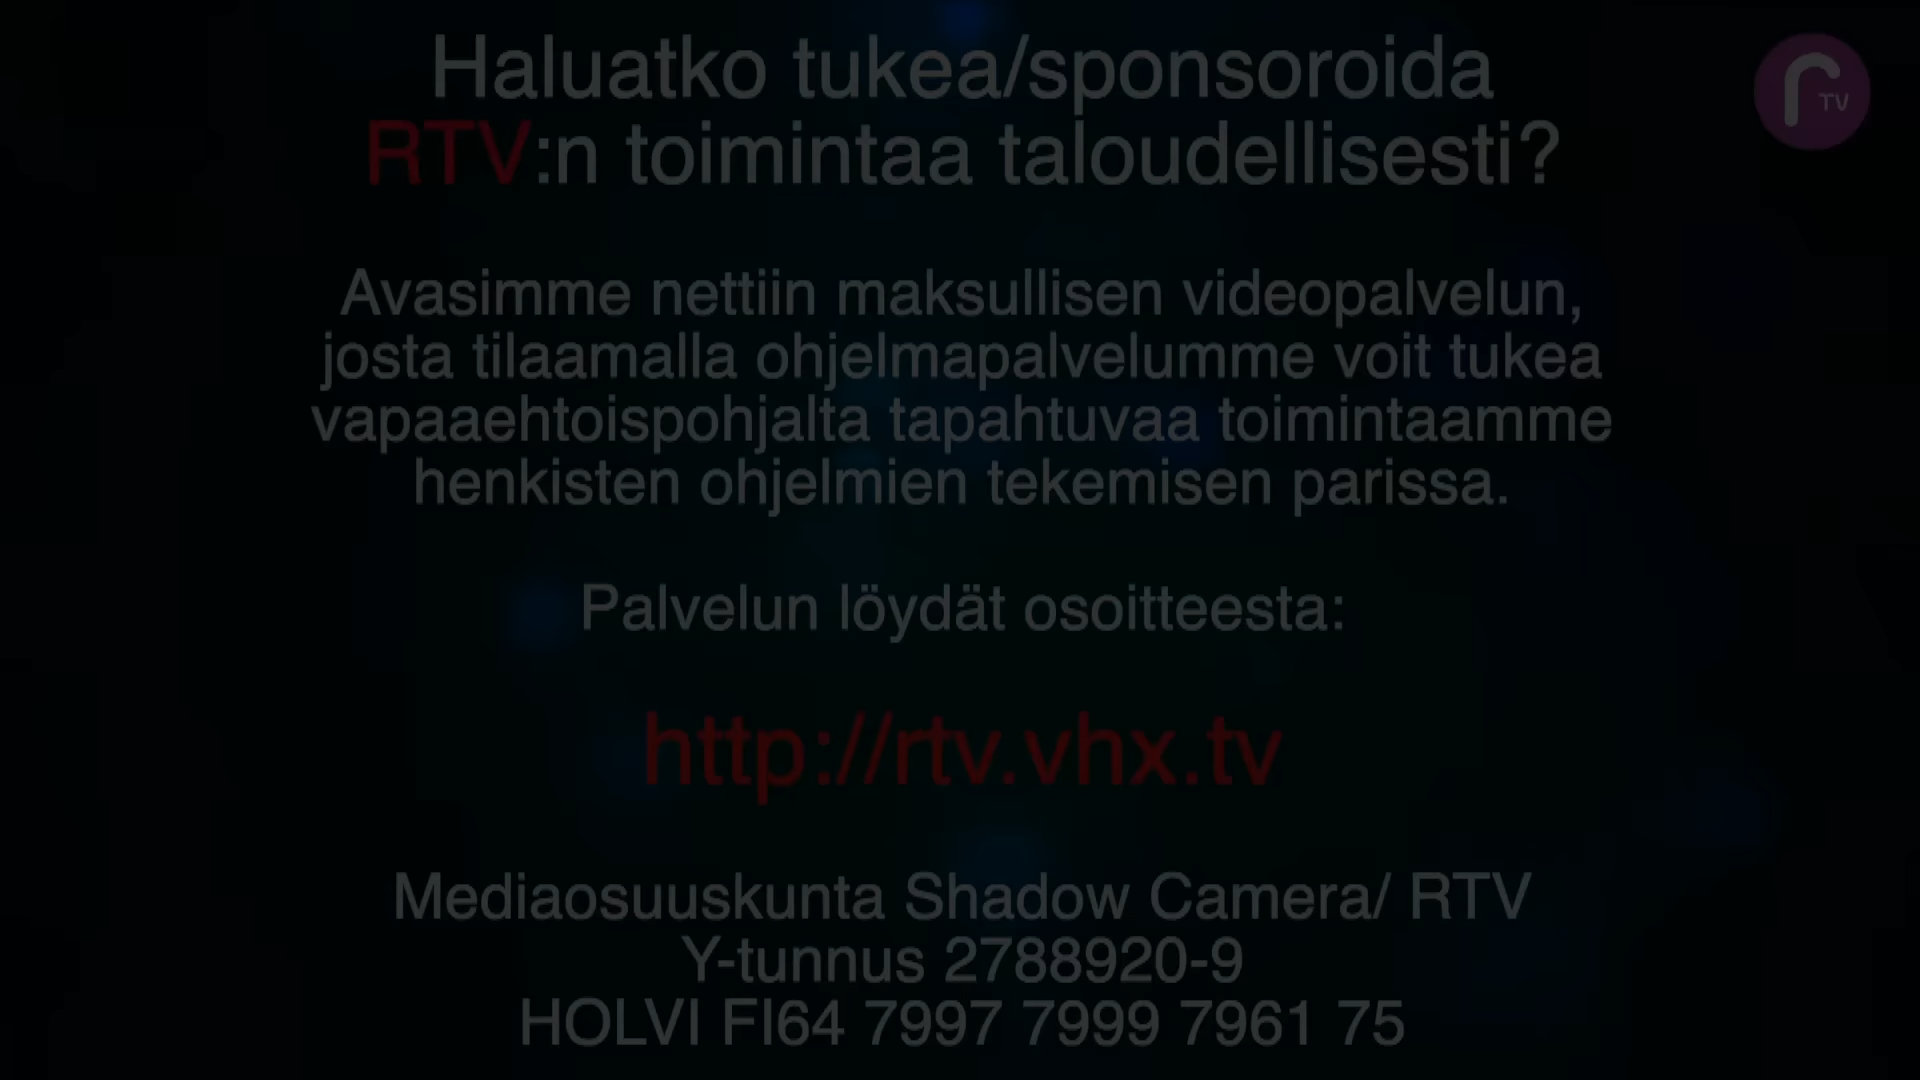 Haluatko tukea/sponsoroida
RTV:n toimintaa taloudellisesti?
r TV
Avasimme nettiin maksullisen videopalvelun,
josta tilaamalla ohjelmapalvelumme voit tukea
vapaaehtoispohjalta tapahtuvaa toimintaamme
henkisten ohjelmien tekemisen parissa.
Palvelun löydät osoitteesta:
http://rtv.vhx.tv
Mediaosuuskunta Shadow Camera/ RTV
Y-tunnus 2788920-9
HOLVI FI64 7997 7999 7961 75